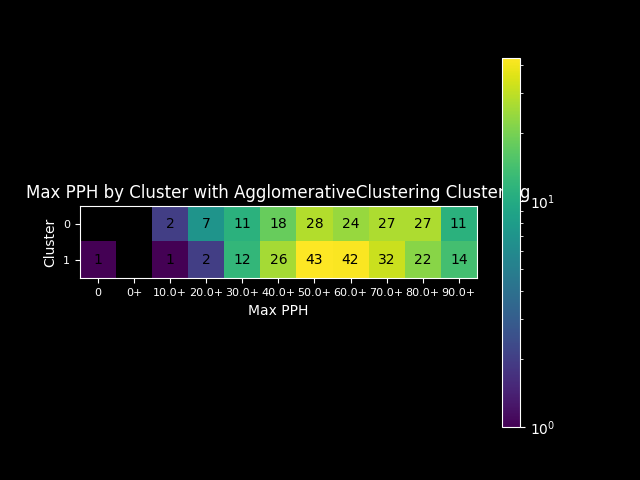 Max PPH by Cluster with AgglomerativeClustering Clustering
Cluster
0 2 7 11 18 28 24 27 27 11
1 1 1 2 12 26 43 42 32 22 14
0 0+ 10.0+ 20.0+ 30.0+ 40.0+ 50.0+ 60.0+ 70.0+ 80.0+ 90.0+
Max PPH
10¹
10⁰